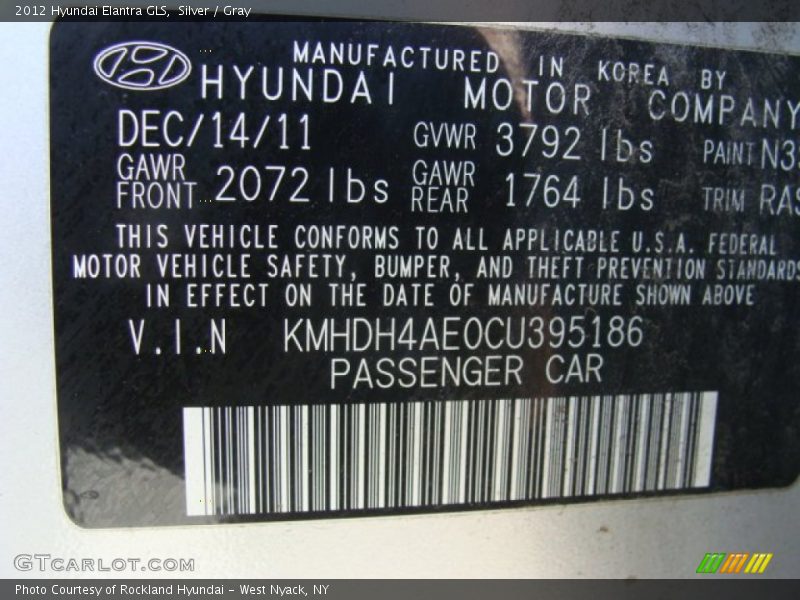 2012 Hyundai Elantra GLS, Silver / Gray
MANUFACTURED IN KOREA BY
HYUNDAI MOTOR COMPANY
DEC/14/11 GVWR 3792 lbs PAINT
GAWR FRONT 2072 lbs GAWR REAR 1764 lbs TRIM
THIS VEHICLE CONFORMS TO ALL APPLICABLE U.S.A. FEDERAL
MOTOR VEHICLE SAFETY, BUMPER, AND THEFT PREVENTION STANDARDS
IN EFFECT ON THE DATE OF MANUFACTURE SHOWN ABOVE
V.I.N KMHDH4AE0CU395186
PASSENGER CAR
GTCARLOT.COM
Photo Courtesy of Rockland Hyundai - West Nyack, NY